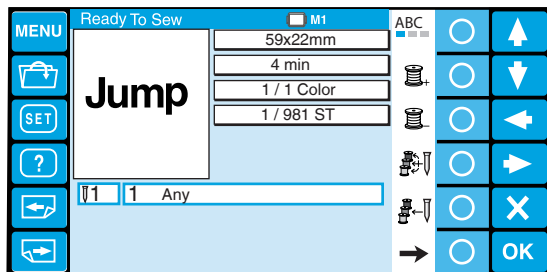 MENU
Ready To Sew
M1
ABC
59x22mm
4 min
Jump
1 / 1 Color
1 / 981 ST
SET
?
1
1 Any
OK